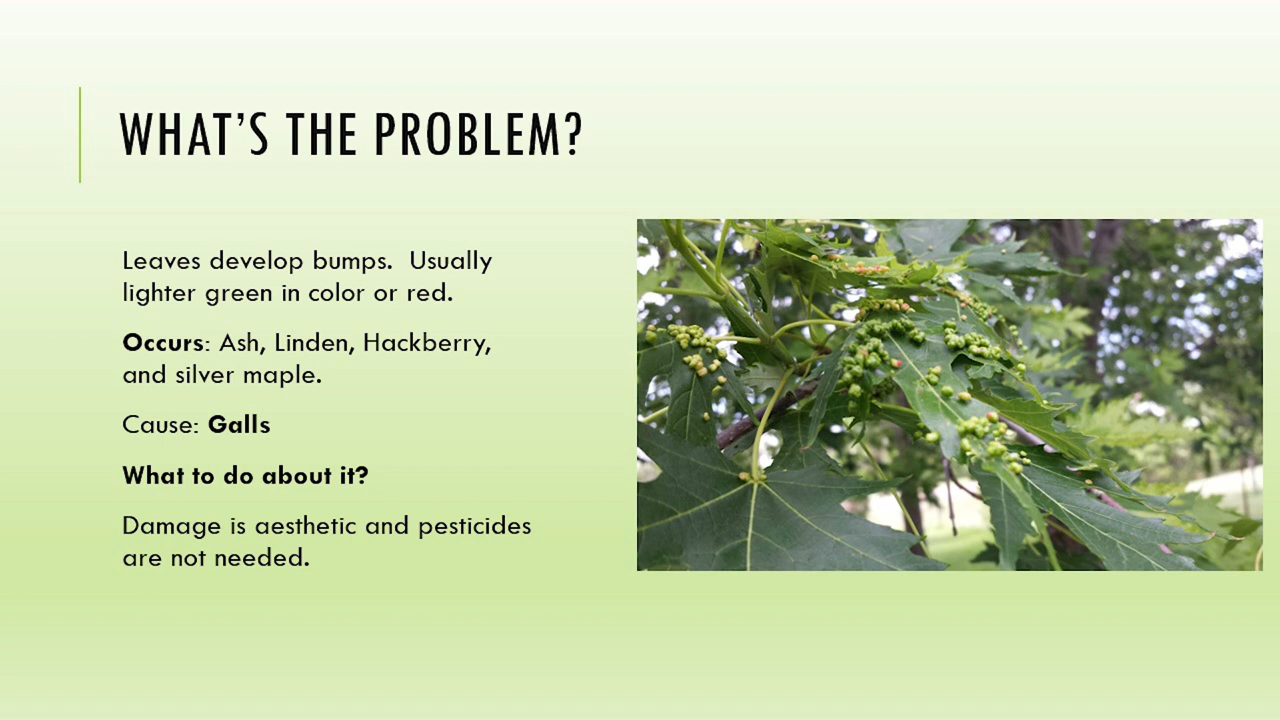 WHAT'S THE PROBLEM?
Leaves develop bumps.  Usually
lighter green in color or red.
Occurs: Ash, Linden, Hackberry,
and silver maple.
Cause: Galls
What to do about it?
Damage is aesthetic and pesticides
are not needed.